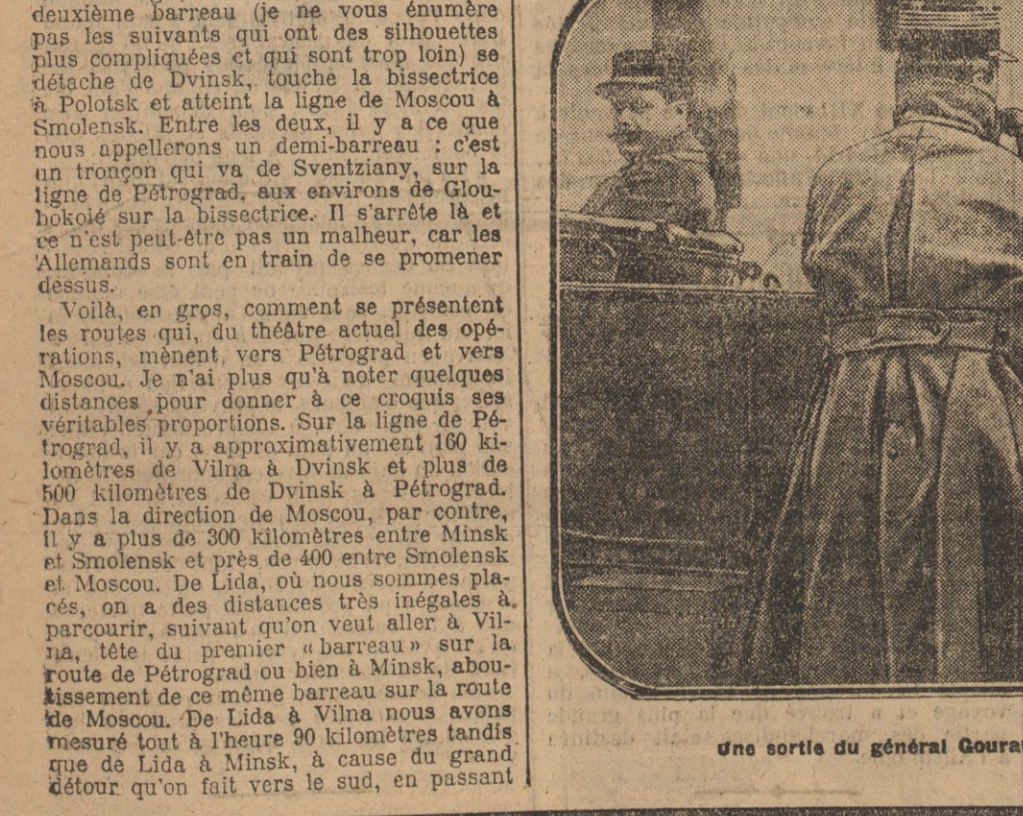 deuxième barreau (je ne vous énumère
pas les suivants qui ont des silhouettes
plus compliquées et qui sont trop loin) se
détache de Dvinsk, touche la bissectrice
à Polotsk et atteint la ligne de Moscou à
Smolensk. Entre les deux, il y a ce que
nous appellerons un demi-barreau : c'est
un tronçon qui va de Sventziany, sur la
ligne de Pétrograd, aux environs de Glou-
bokoié sur la bissectrice. Il s'arrête là et
ce n'est peut-être pas un malheur, car les
Allemands sont en train de se promener
dessus.
Voilà, en gros, comment se présentent
les routes qui, du théâtre actuel des opé-
rations, mènent vers Pétrograd et vers
Moscou. Je n'ai plus qu'à noter quelques
distances pour donner à ce croquis ses
véritables proportions. Sur la ligne de Pé-
trograd, il y a approximativement 160 ki-
lomètres de Vilna à Dvinsk et plus de
500 kilomètres de Dvinsk à Pétrograd.
Dans la direction de Moscou, par contre,
il y a plus de 300 kilomètres entre Minsk
et Smolensk et près de 400 entre Smolensk
et Moscou. De Lida, où nous sommes pla-
cés, on a des distances très inégales à
parcourir, suivant qu'on veut aller à Vil-
na, tête du premier « barreau » sur la
route de Pétrograd ou bien à Minsk, abou-
tissement de ce même barreau sur la route
de Moscou. De Lida à Vilna nous avons
mesuré tout à l'heure 90 kilomètres tandis
que de Lida à Minsk, à cause du grand
détour qu'on fait vers le sud, en passant
Une sortie du général Goura